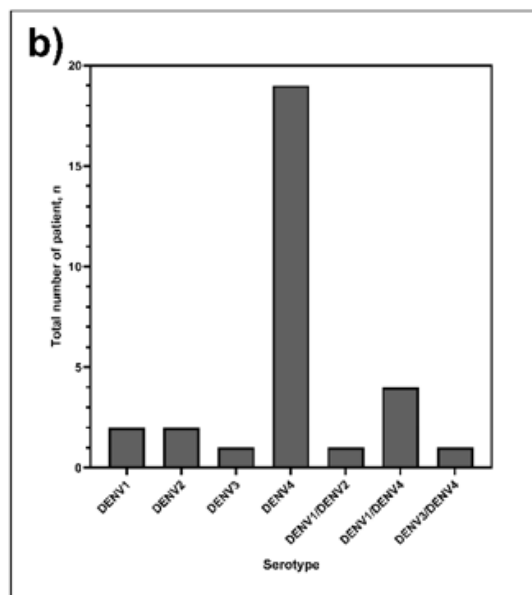 b)
20
15
10
5
0
Total number of patient, n
DENV1
DENV2
DENV3
DENV4
DENV1/DENV2
DENV1/DENV4
DENV3/DENV4
Serotype